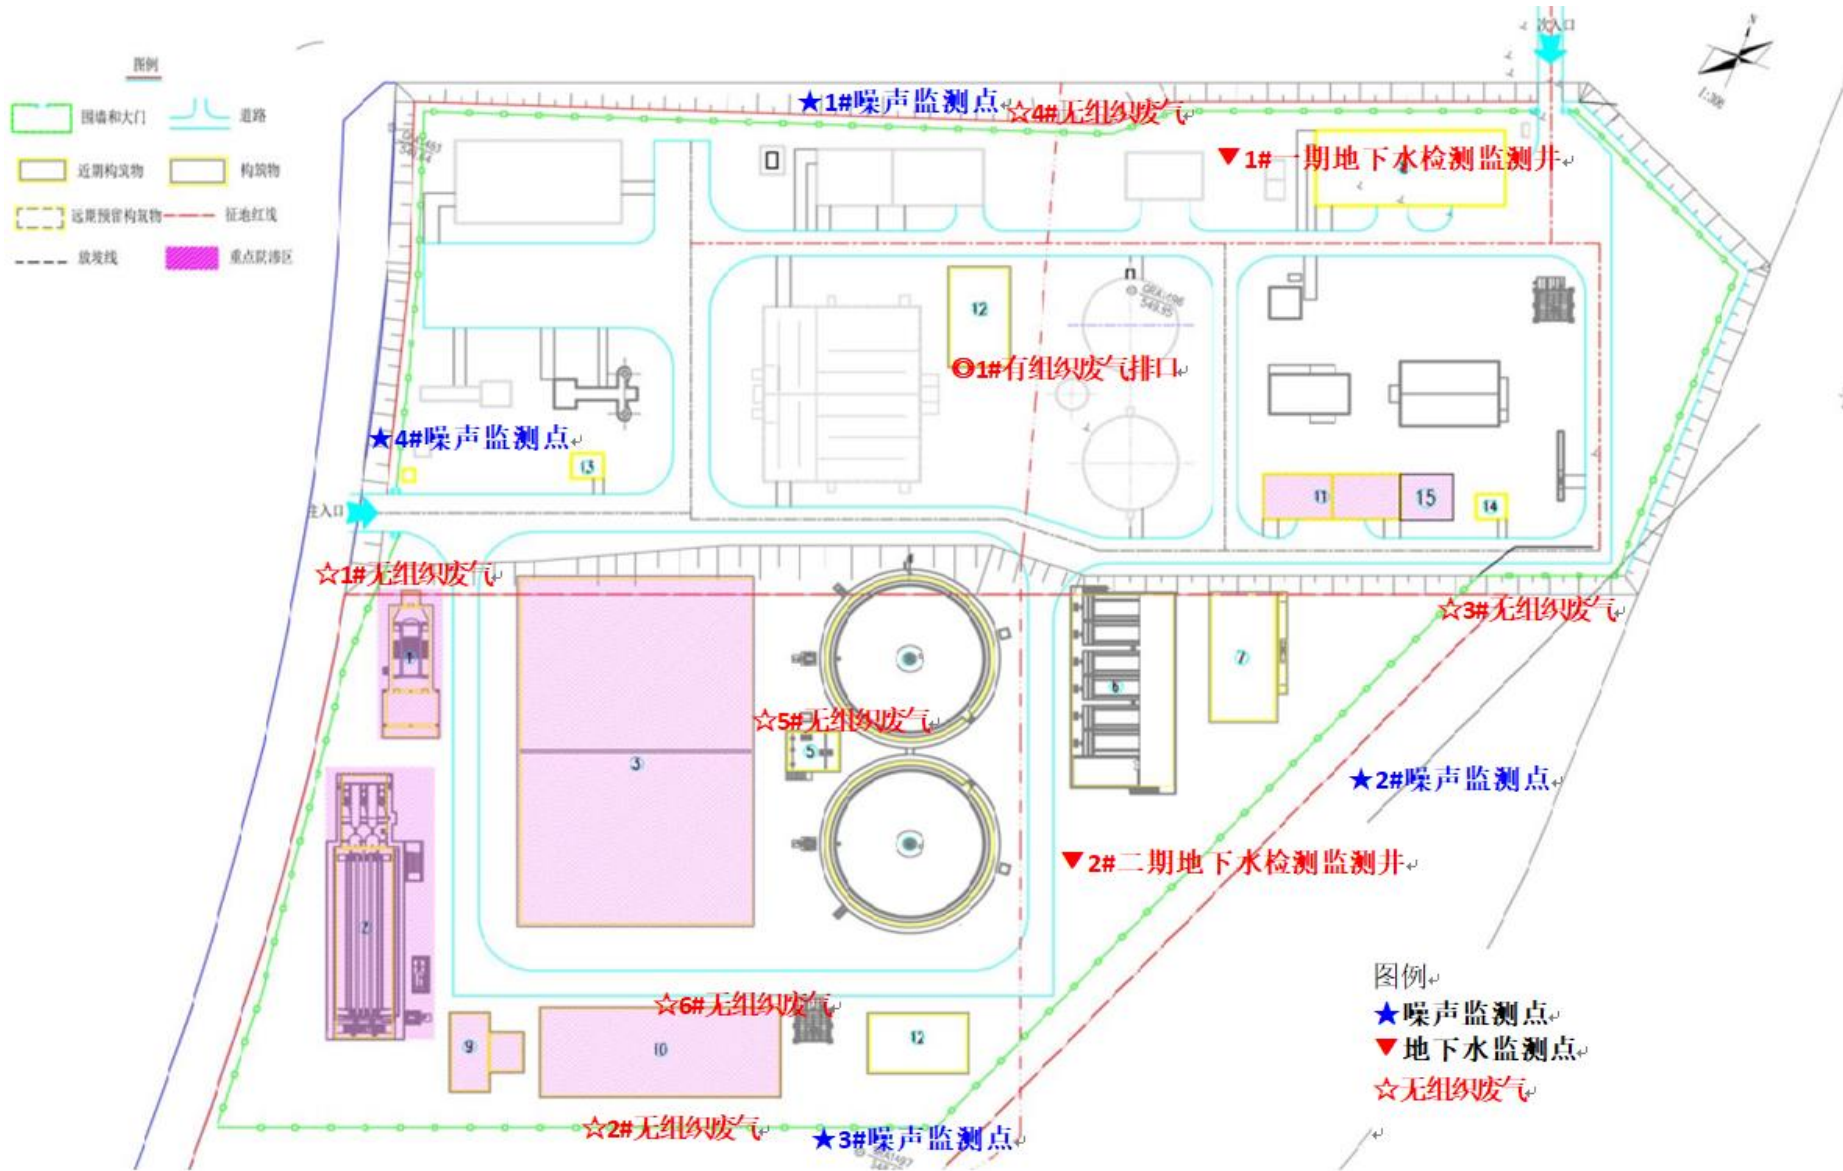 图例
围墙和大门
道路
近期构筑物
构筑物
远期预留构筑物
征地红线
放坡线
重点防渗区
次入口
N
★1#噪声监测点
☆4#无组织废气
▼1#一期地下水检测监测井
12
◎1#有组织废气排口
★4#噪声监测点
13
11
15
14
主入口
☆1#无组织废气
☆3#无组织废气
1
7
6
☆5#无组织废气
5
3
★2#噪声监测点
▼2#二期地下水检测监测井
2
☆6#无组织废气
9
10
12
☆2#无组织废气
★3#噪声监测点
图例
★噪声监测点
▼地下水监测点
☆无组织废气